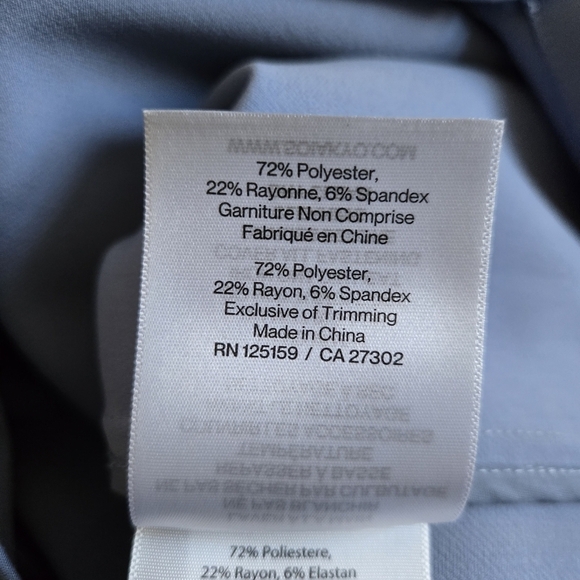 72% Polyester,
22% Rayonne, 6% Spandex
Garniture Non Comprise
Fabriqué en Chine
72% Polyester,
22% Rayon, 6% Spandex
Exclusive of Trimming
Made in China
RN 125159 / CA 27302
72% Poliestere,
22% Rayon, 6% Elastan